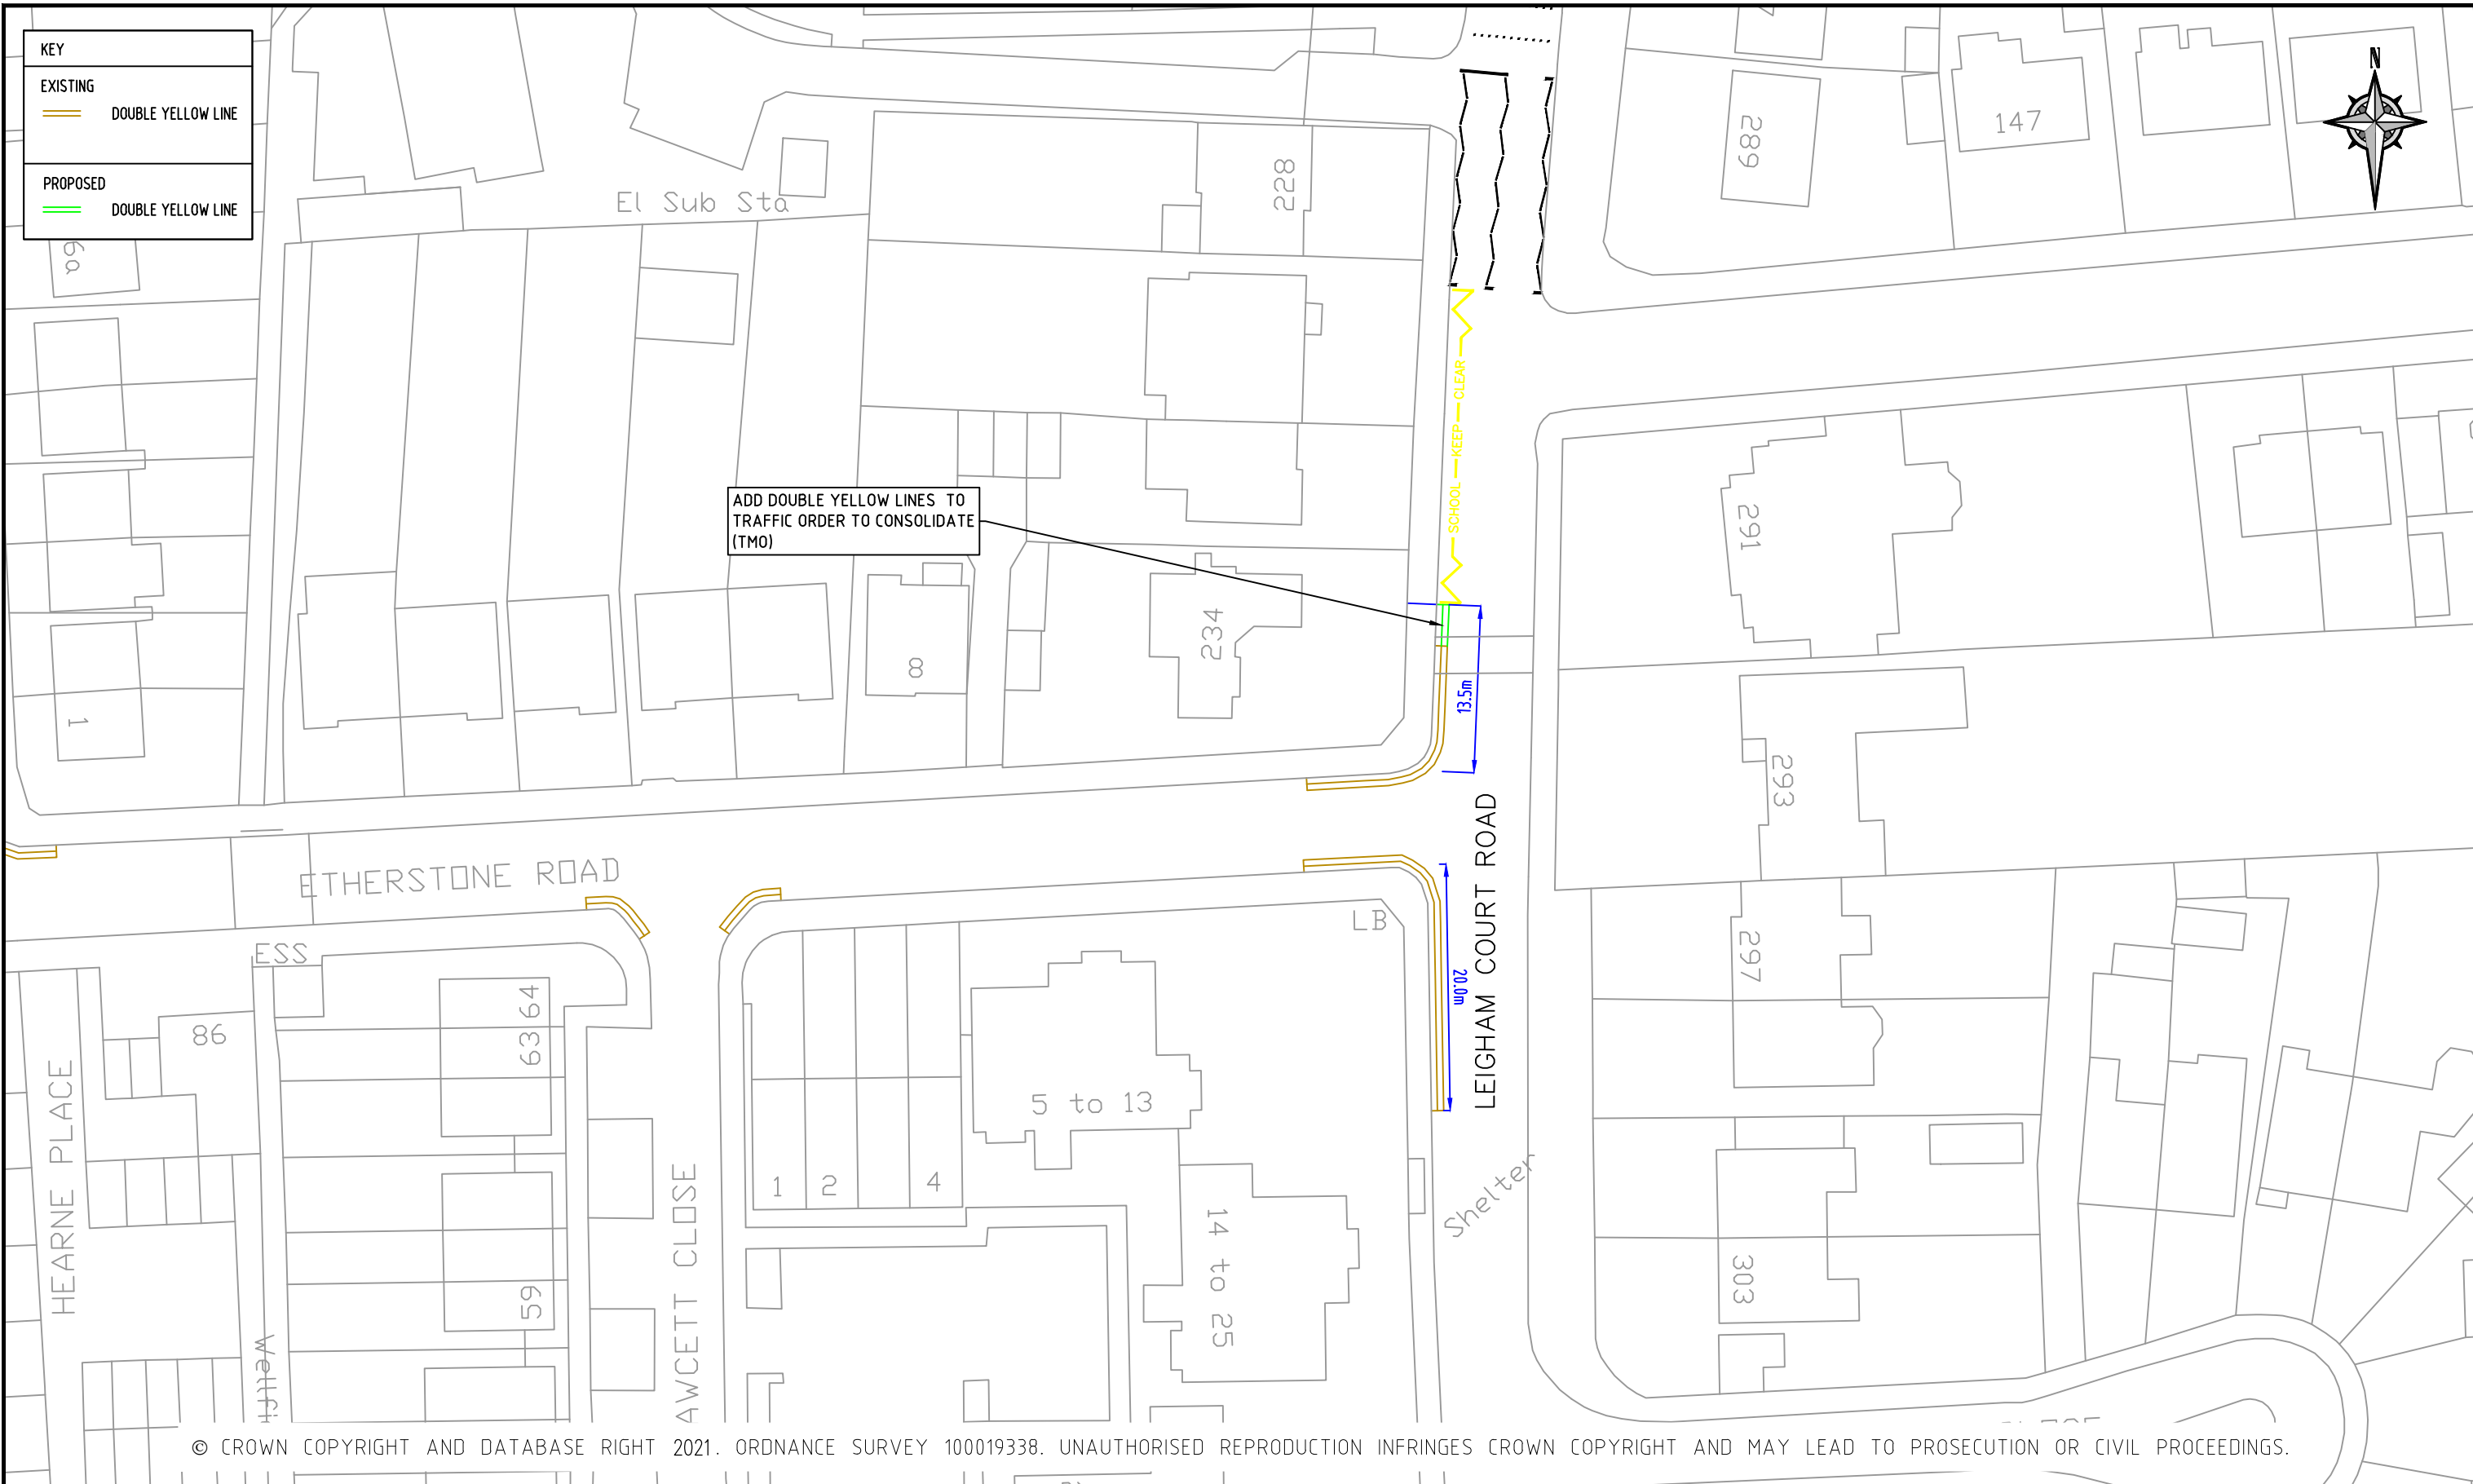 KEY
EXISTING
DOUBLE YELLOW LINE
PROPOSED
DOUBLE YELLOW LINE
N
El Sub Sta
228
289
147
6a
SCHOOL KEEP CLEAR
ADD DOUBLE YELLOW LINES TO
TRAFFIC ORDER TO CONSOLIDATE
(TMO)
291
234
8
1
13.5m
293
ETHERSTONE ROAD
LEIGHAM COURT ROAD
LB
ESS
297
20.0m
86
64
63
5 to 13
HEARNE PLACE
1
2
4
AWCETT CLOSE
Shelter
14 to 25
59
303
© CROWN COPYRIGHT AND DATABASE RIGHT 2021. ORDNANCE SURVEY 100019338. UNAUTHORISED REPRODUCTION INFRINGES CROWN COPYRIGHT AND MAY LEAD TO PROSECUTION OR CIVIL PROCEEDINGS.